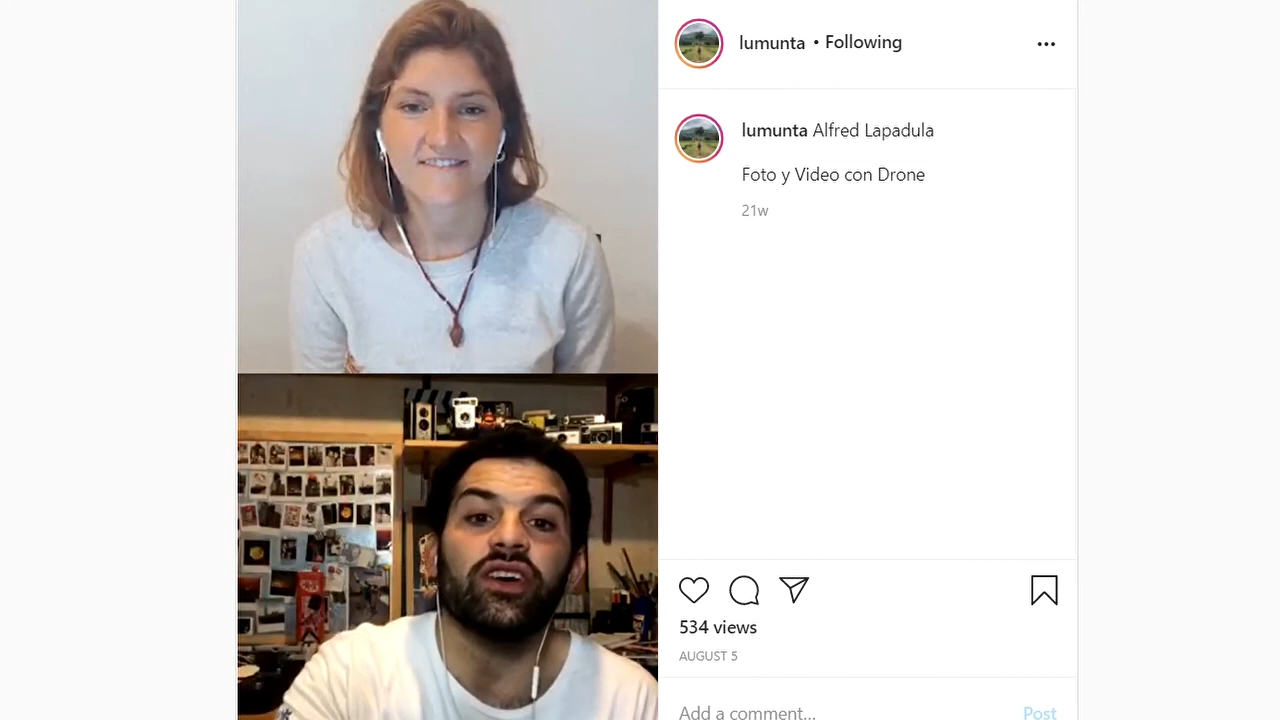 lumunta • Following
lumunta Alfred Lapadula
Foto y Video con Drone
21w
534 views
AUGUST 5
Add a comment...
Post